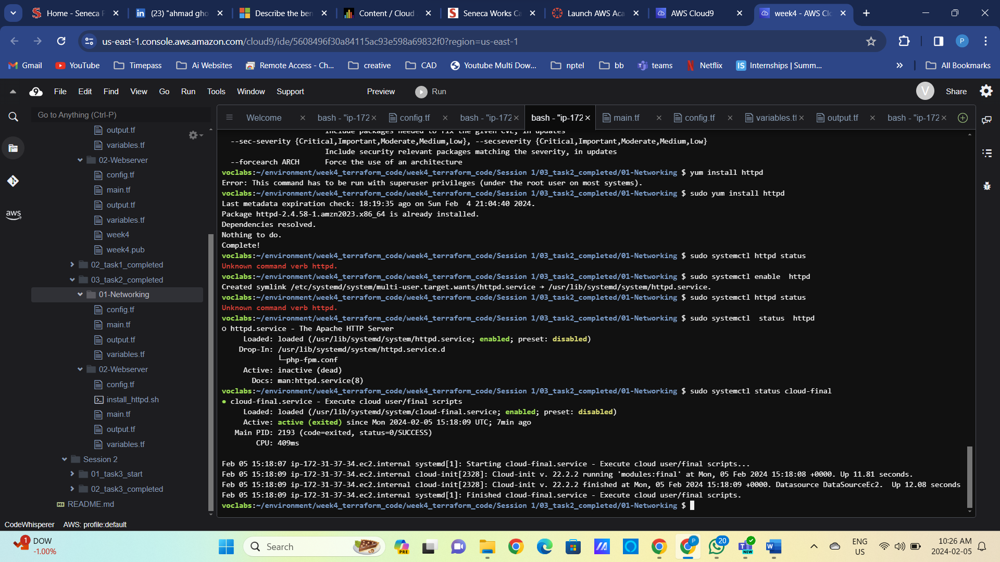 Home - Seneca P
(23) "ahmad gho
Describe the ben
Content / Cloud
Seneca Works Ca
Launch AWS Aca
AWS Cloud9
week4 - AWS Clo
us-east-1.console.aws.amazon.com/cloud9/ide/5608496f30a84115ac93e598a69832f0?region=us-east-1
P
Gmail
YouTube
Timepass
Ai Websites
Remote Access - Ch...
creative
CAD
Youtube Multi Dow...
nptel
bb
teams
Netflix
IS
Internships | Summ...
All Bookmarks
9
File
Edit
Find
View
Go
Run
Tools
Window
Support
Preview
Run
V
Share
Go to Anything (Ctrl-P)
Welcome
bash - "ip-172
config.tf
bash - "ip-172
bash - "ip-172
main.tf
config.tf
variables.tf
output.tf
bash - "ip-172
output.tf
variables.tf
02-Webserver
config.tf
main.tf
output.tf
variables.tf
week4
week4.pub
02_task1_completed
03_task2_completed
01-Networking
config.tf
main.tf
output.tf
variables.tf
02-Webserver
config.tf
install_httpd.sh
main.tf
output.tf
variables.tf
Session 2
01_task3_start
02_task3_completed
README.md
aws
Include packages needed to fix the given CVE, in updates
--sec-severity {Critical,Important,Moderate,Medium,Low}, --secseverity {Critical,Important,Moderate,Medium,Low}
Include security relevant packages matching the severity, in updates
--forcearch ARCH      Force the use of an architecture
voclabs:~/environment/week4_terraform_code/week4_terraform_code/Session 1/03_task2_completed/01-Networking $ yum install httpd
Error: This command has to be run with superuser privileges (under the root user on most systems).
voclabs:~/environment/week4_terraform_code/week4_terraform_code/Session 1/03_task2_completed/01-Networking $ sudo yum install httpd
Last metadata expiration check: 18:19:35 ago on Sun Feb  4 21:04:40 2024.
Package httpd-2.4.58-1.amzn2023.x86_64 is already installed.
Dependencies resolved.
Nothing to do.
Complete!
voclabs:~/environment/week4_terraform_code/week4_terraform_code/Session 1/03_task2_completed/01-Networking $ sudo systemctl httpd status
Unknown command verb httpd.
voclabs:~/environment/week4_terraform_code/week4_terraform_code/Session 1/03_task2_completed/01-Networking $ sudo systemctl enable  httpd
Created symlink /etc/systemd/system/multi-user.target.wants/httpd.service → /usr/lib/systemd/system/httpd.service.
voclabs:~/environment/week4_terraform_code/week4_terraform_code/Session 1/03_task2_completed/01-Networking $ sudo systemctl httpd status
Unknown command verb httpd.
voclabs:~/environment/week4_terraform_code/week4_terraform_code/Session 1/03_task2_completed/01-Networking $ sudo systemctl  status  httpd
○ httpd.service - The Apache HTTP Server
Loaded: loaded (/usr/lib/systemd/system/httpd.service; enabled; preset: disabled)
Drop-In: /usr/lib/systemd/system/httpd.service.d
└─php-fpm.conf
Active: inactive (dead)
Docs: man:httpd.service(8)
voclabs:~/environment/week4_terraform_code/week4_terraform_code/Session 1/03_task2_completed/01-Networking $ sudo systemctl status cloud-final
● cloud-final.service - Execute cloud user/final scripts
Loaded: loaded (/usr/lib/systemd/system/cloud-final.service; enabled; preset: disabled)
Active: active (exited) since Mon 2024-02-05 15:18:09 UTC; 7min ago
Main PID: 2193 (code=exited, status=0/SUCCESS)
CPU: 409ms
Feb 05 15:18:07 ip-172-31-37-34.ec2.internal systemd[1]: Starting cloud-final.service - Execute cloud user/final scripts...
Feb 05 15:18:09 ip-172-31-37-34.ec2.internal cloud-init[2328]: Cloud-init v. 22.2.2 running 'modules:final' at Mon, 05 Feb 2024 15:18:08 +0000. Up 11.81 seconds.
Feb 05 15:18:09 ip-172-31-37-34.ec2.internal cloud-init[2328]: Cloud-init v. 22.2.2 finished at Mon, 05 Feb 2024 15:18:09 +0000. Datasource DataSourceEc2.  Up 12.08 seconds
Feb 05 15:18:09 ip-172-31-37-34.ec2.internal systemd[1]: Finished cloud-final.service - Execute cloud user/final scripts.
voclabs:~/environment/week4_terraform_code/week4_terraform_code/Session 1/03_task2_completed/01-Networking $
CodeWhisperer
AWS: profile:default
1
DOW
-1.00%
Search
PRE
P
20
NEW
ENG
US
10:26 AM
2024-02-05